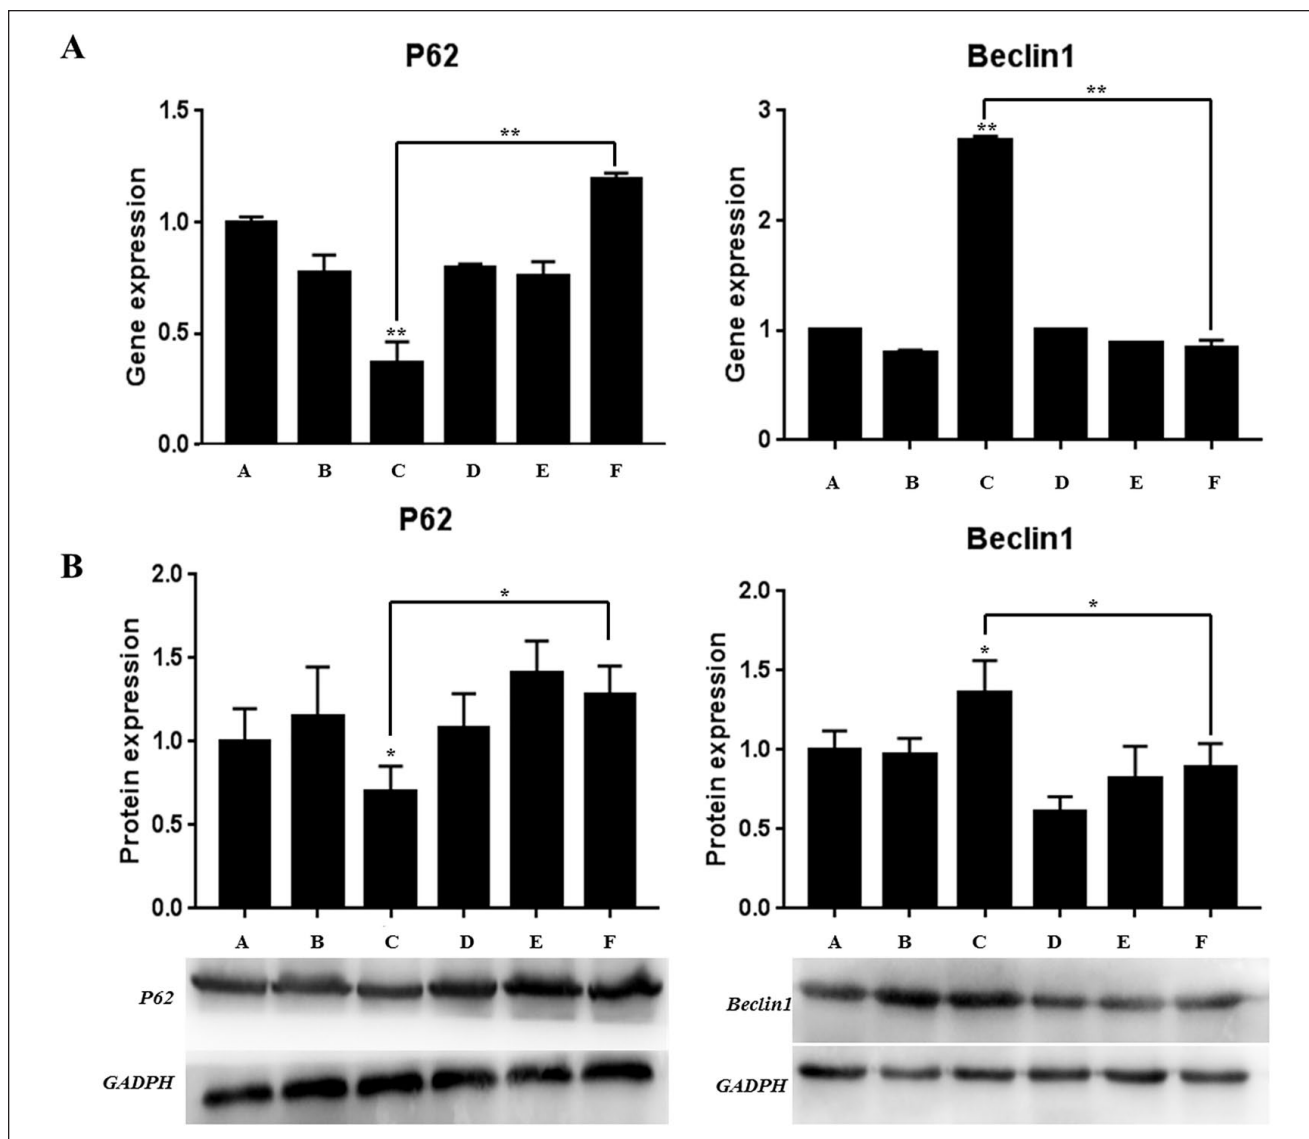 A
P62
Beclin1
Gene expression
1.5
1.0
0.5
0.0
**
**
A B C D E F
Gene expression
3
2
1
0
**
**
A B C D E F
B
P62
Beclin1
Protein expression
2.0
1.5
1.0
0.5
0.0
*
*
A B C D E F
Protein expression
2.0
1.5
1.0
0.5
0.0
*
*
A B C D E F
P62
GADPH
Beclin1
GADPH